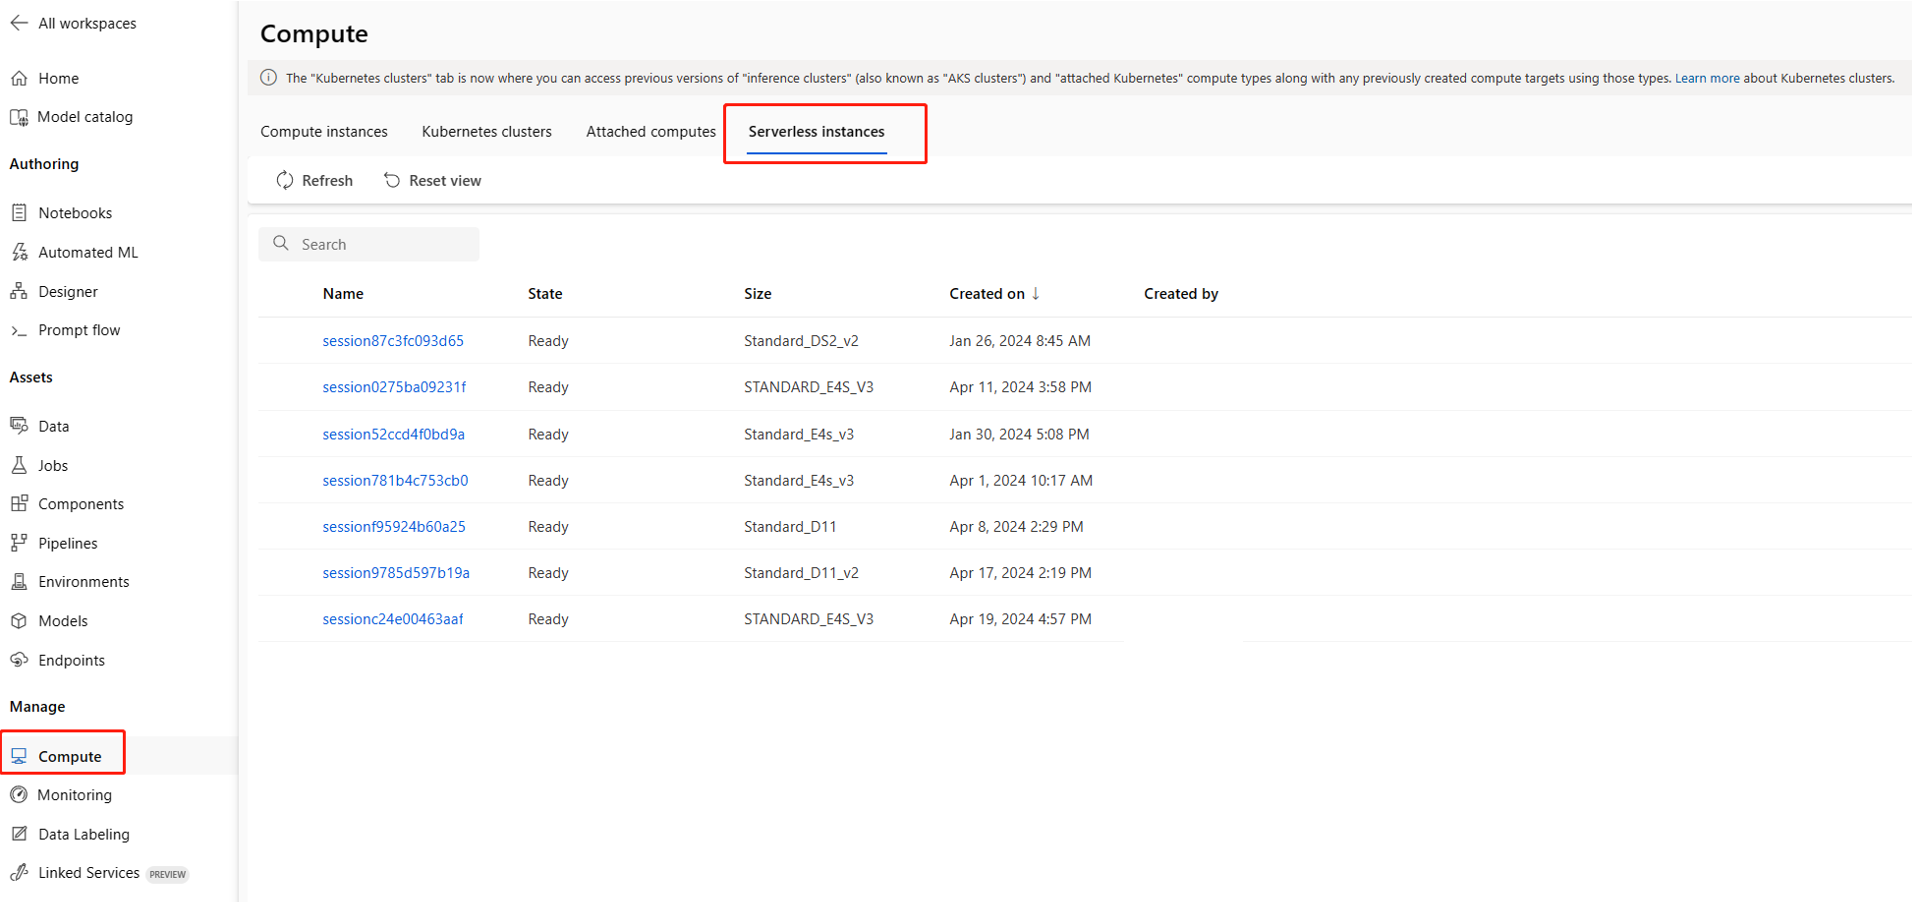 All workspaces
Home
Model catalog
Authoring
Notebooks
Automated ML
Designer
Prompt flow
Assets
Data
Jobs
Components
Pipelines
Environments
Models
Endpoints
Manage
Compute
Monitoring
Data Labeling
Linked Services PREVIEW
Compute
The "Kubernetes clusters" tab is now where you can access previous versions of "inference clusters" (also known as "AKS clusters") and "attached Kubernetes" compute types along with any previously created compute targets using those types. Learn more about Kubernetes clusters.
Compute instances Kubernetes clusters Attached computes Serverless instances
Refresh Reset view
Search
Name State Size Created on ↓ Created by
session87c3fc093d65 Ready Standard_DS2_v2 Jan 26, 2024 8:45 AM
session0275ba09231f Ready STANDARD_E4S_V3 Apr 11, 2024 3:58 PM
session52ccd4f0bd9a Ready Standard_E4s_v3 Jan 30, 2024 5:08 PM
session781b4c753cb0 Ready Standard_E4s_v3 Apr 1, 2024 10:17 AM
sessionf95924b60a25 Ready Standard_D11 Apr 8, 2024 2:29 PM
session9785d597b19a Ready Standard_D11_v2 Apr 17, 2024 2:19 PM
sessionc24e00463aaf Ready STANDARD_E4S_V3 Apr 19, 2024 4:57 PM